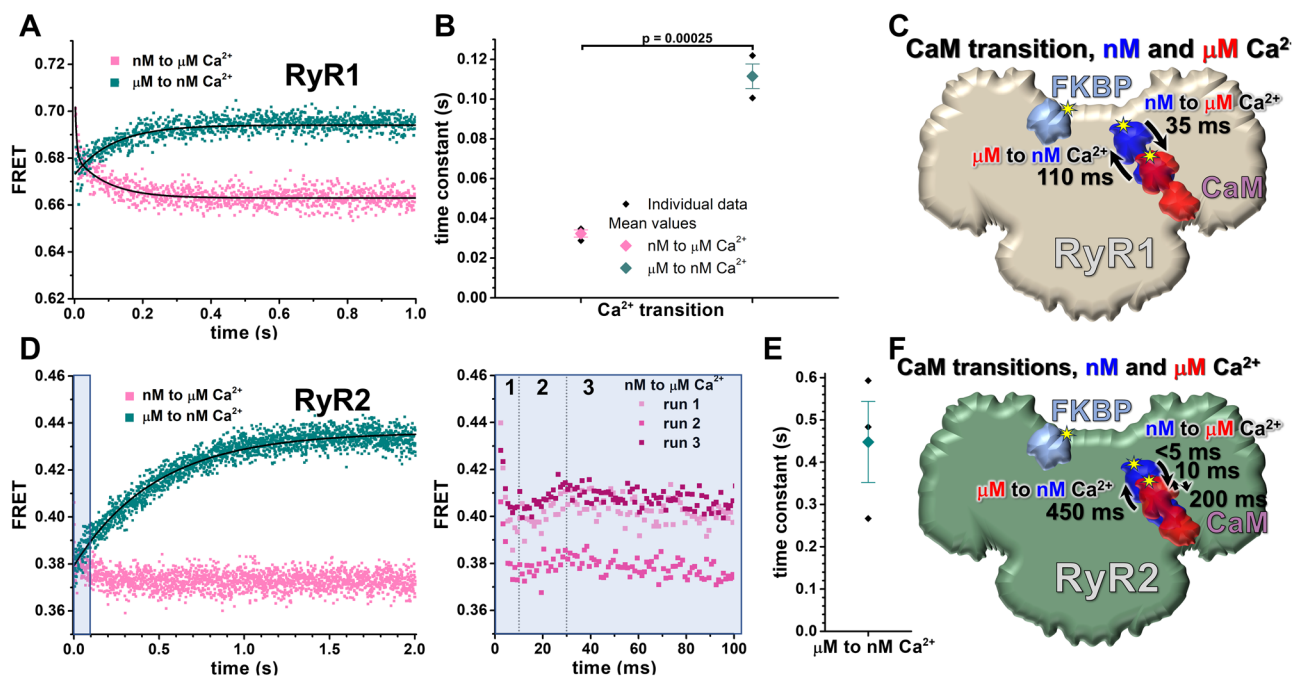 A
nM to μM Ca²⁺
μM to nM Ca²⁺
RyR1
0.72
0.70
0.68
0.66
0.64
0.62
FRET
0.0
0.2
0.4
0.6
0.8
1.0
time (s)
B
p = 0.00025
0.12
0.10
0.08
0.06
0.04
0.02
0.00
time constant (s)
Individual data
Mean values
nM to μM Ca²⁺
μM to nM Ca²⁺
Ca²⁺ transition
C
CaM transition, nM and μM Ca²
FKBP
nM to μM Ca²⁺
35 ms
μM to nM Ca²⁺
110 ms
CaM
RyR1
D
nM to μM Ca²⁺
μM to nM Ca²⁺
RyR2
0.46
0.44
0.42
0.40
0.38
0.36
FRET
0.0
0.5
1.0
1.5
2.0
time (s)
1 2 3
nM to μM Ca²⁺
run 1
run 2
run 3
0.46
0.44
0.42
0.40
0.38
0.36
FRET
0
20
40
60
80
100
time (ms)
E
0.6
0.5
0.4
0.3
0.2
0.1
0.0
time constant (s)
μM to nM Ca²⁺
F
CaM transitions, nM and μM Ca²⁺
FKBP
nM to μM Ca²⁺
<5 ms
10 ms
200 ms
μM to nM Ca²⁺
450 ms
CaM
RyR2